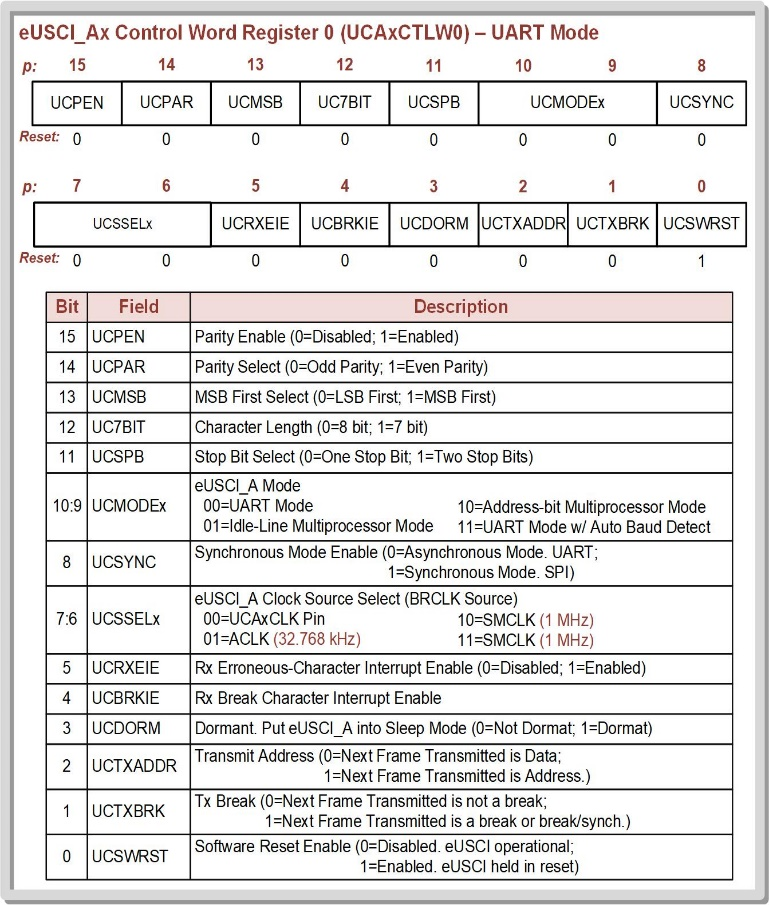 eUSCI_Ax Control Word Register 0 (UCAxCTLW0) – UART Mode
p: 15 14 13 12 11 10 9 8
UCPEN UCPAR UCMSB UC7BIT UCSPB UCMODEx UCSYNC
Reset: 0 0 0 0 0 0 0 0
p: 7 6 5 4 3 2 1 0
UCSSELx UCRXEIE UCBRKIE UCDORM UCTXADDR UCTXBRK UCSWRST
Reset: 0 0 0 0 0 0 0 1
Bit Field Description
15 UCPEN Parity Enable (0=Disabled; 1=Enabled)
14 UCPAR Parity Select (0=Odd Parity; 1=Even Parity)
13 UCMSB MSB First Select (0=LSB First; 1=MSB First)
12 UC7BIT Character Length (0=8 bit; 1=7 bit)
11 UCSPB Stop Bit Select (0=One Stop Bit; 1=Two Stop Bits)
10:9 UCMODEx eUSCI_A Mode
00=UART Mode 10=Address-bit Multiprocessor Mode
01=Idle-Line Multiprocessor Mode 11=UART Mode w/ Auto Baud Detect
8 UCSYNC Synchronous Mode Enable (0=Asynchronous Mode. UART;
1=Synchronous Mode. SPI)
7:6 UCSSELx eUSCI_A Clock Source Select (BRCLK Source)
00=UCAxCLK Pin 10=SMCLK (1 MHz)
01=ACLK (32.768 kHz) 11=SMCLK (1 MHz)
5 UCRXEIE Rx Erroneous-Character Interrupt Enable (0=Disabled; 1=Enabled)
4 UCBRKIE Rx Break Character Interrupt Enable
3 UCDORM Dormant. Put eUSCI_A into Sleep Mode (0=Not Dormat; 1=Dormat)
2 UCTXADDR Transmit Address (0=Next Frame Transmitted is Data;
1=Next Frame Transmitted is Address.)
1 UCTXBRK Tx Break (0=Next Frame Transmitted is not a break;
1=Next Frame Transmitted is a break or break/synch.)
0 UCSWRST Software Reset Enable (0=Disabled. eUSCI operational;
1=Enabled. eUSCI held in reset)